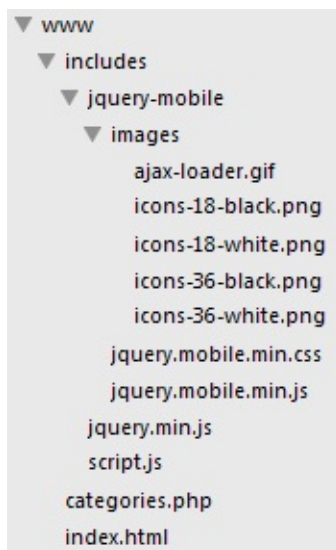 www
includes
jquery-mobile
images
ajax-loader.gif
icons-18-black.png
icons-18-white.png
icons-36-black.png
icons-36-white.png
jquery.mobile.min.css
jquery.mobile.min.js
jquery.min.js
script.js
categories.php
index.html